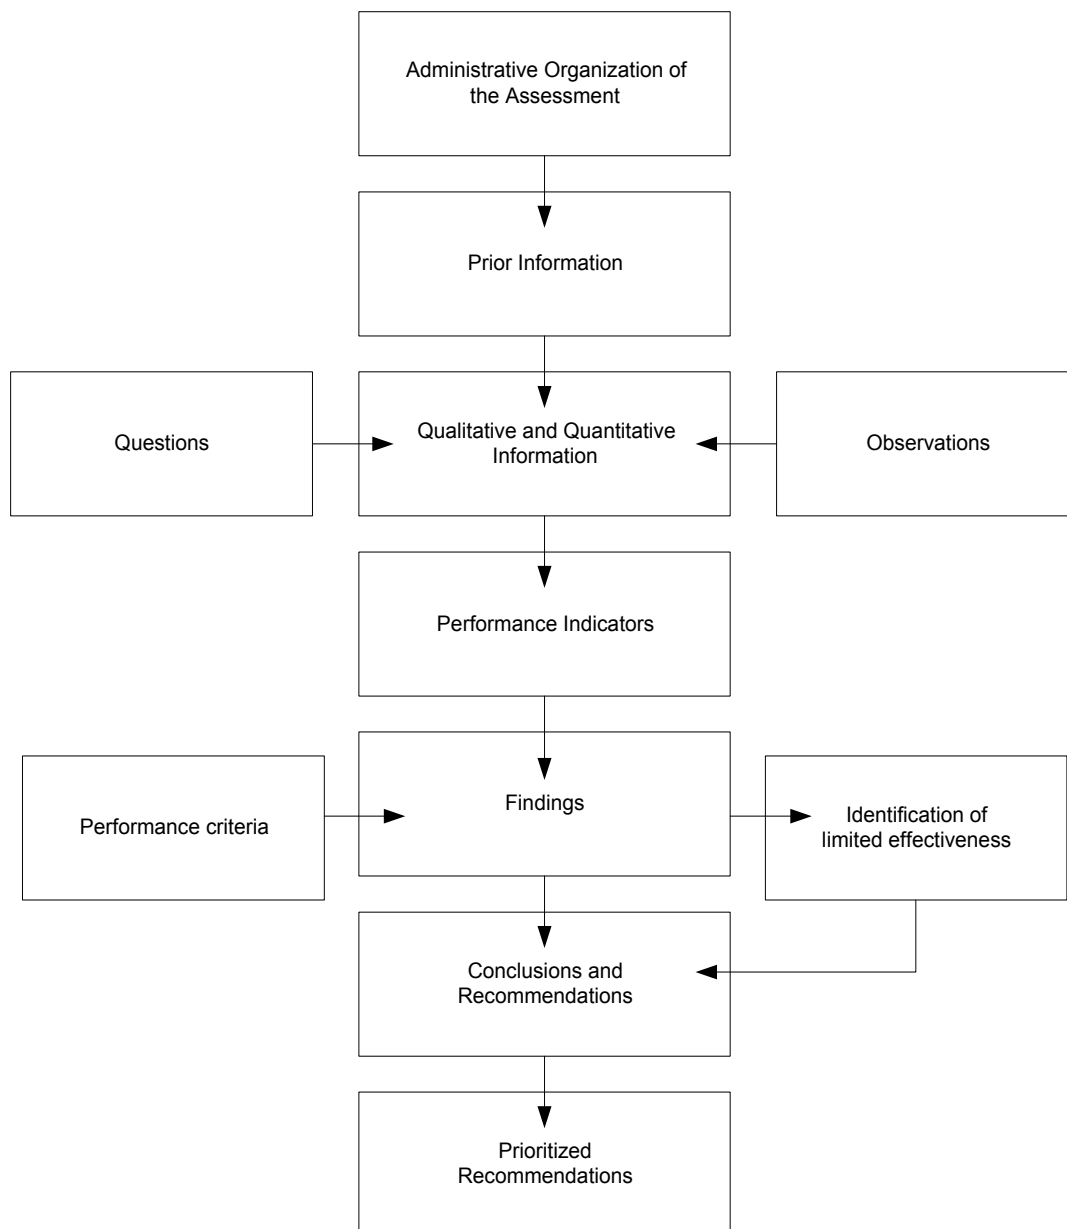 Administrative Organization of
the Assessment
Prior Information
Questions
Qualitative and Quantitative
Information
Observations
Performance Indicators
Performance criteria
Findings
Identification of
limited effectiveness
Conclusions and
Recommendations
Prioritized
Recommendations